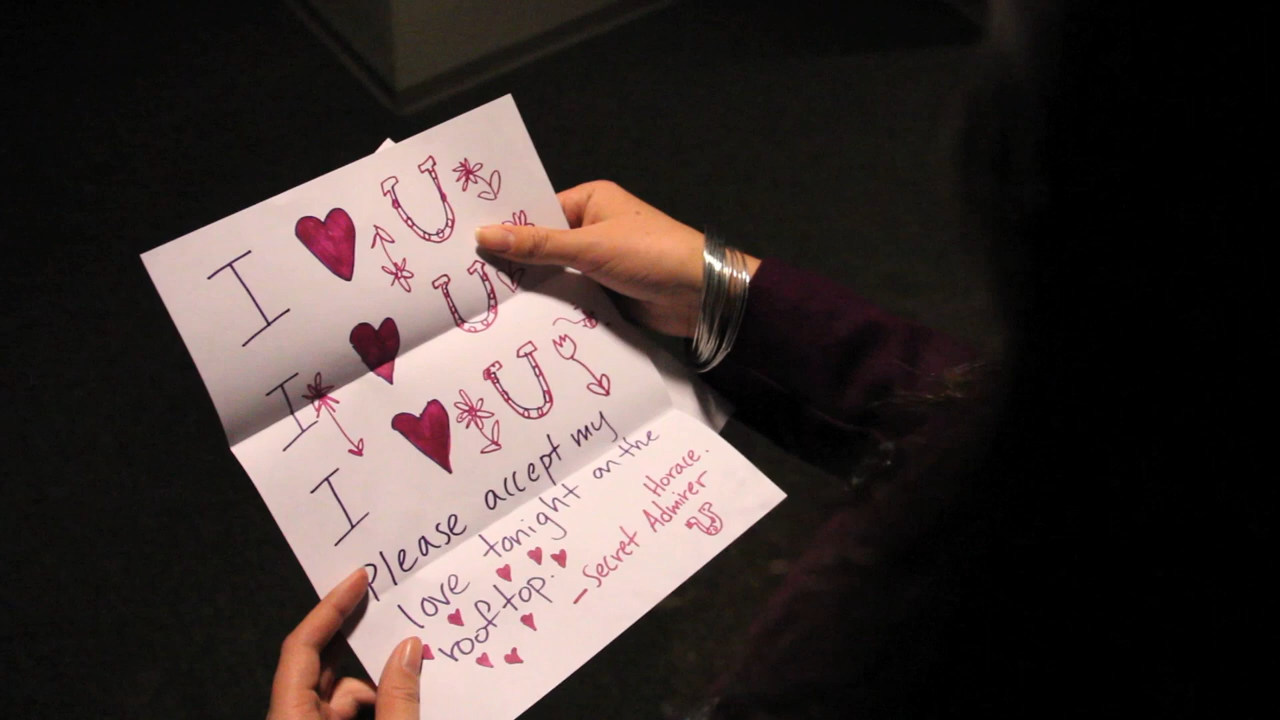 I ♥ U
I ♥ U
I ♥ U
Please accept my
love tonight on the
rooftop.
Horace.
— Secret Admirer